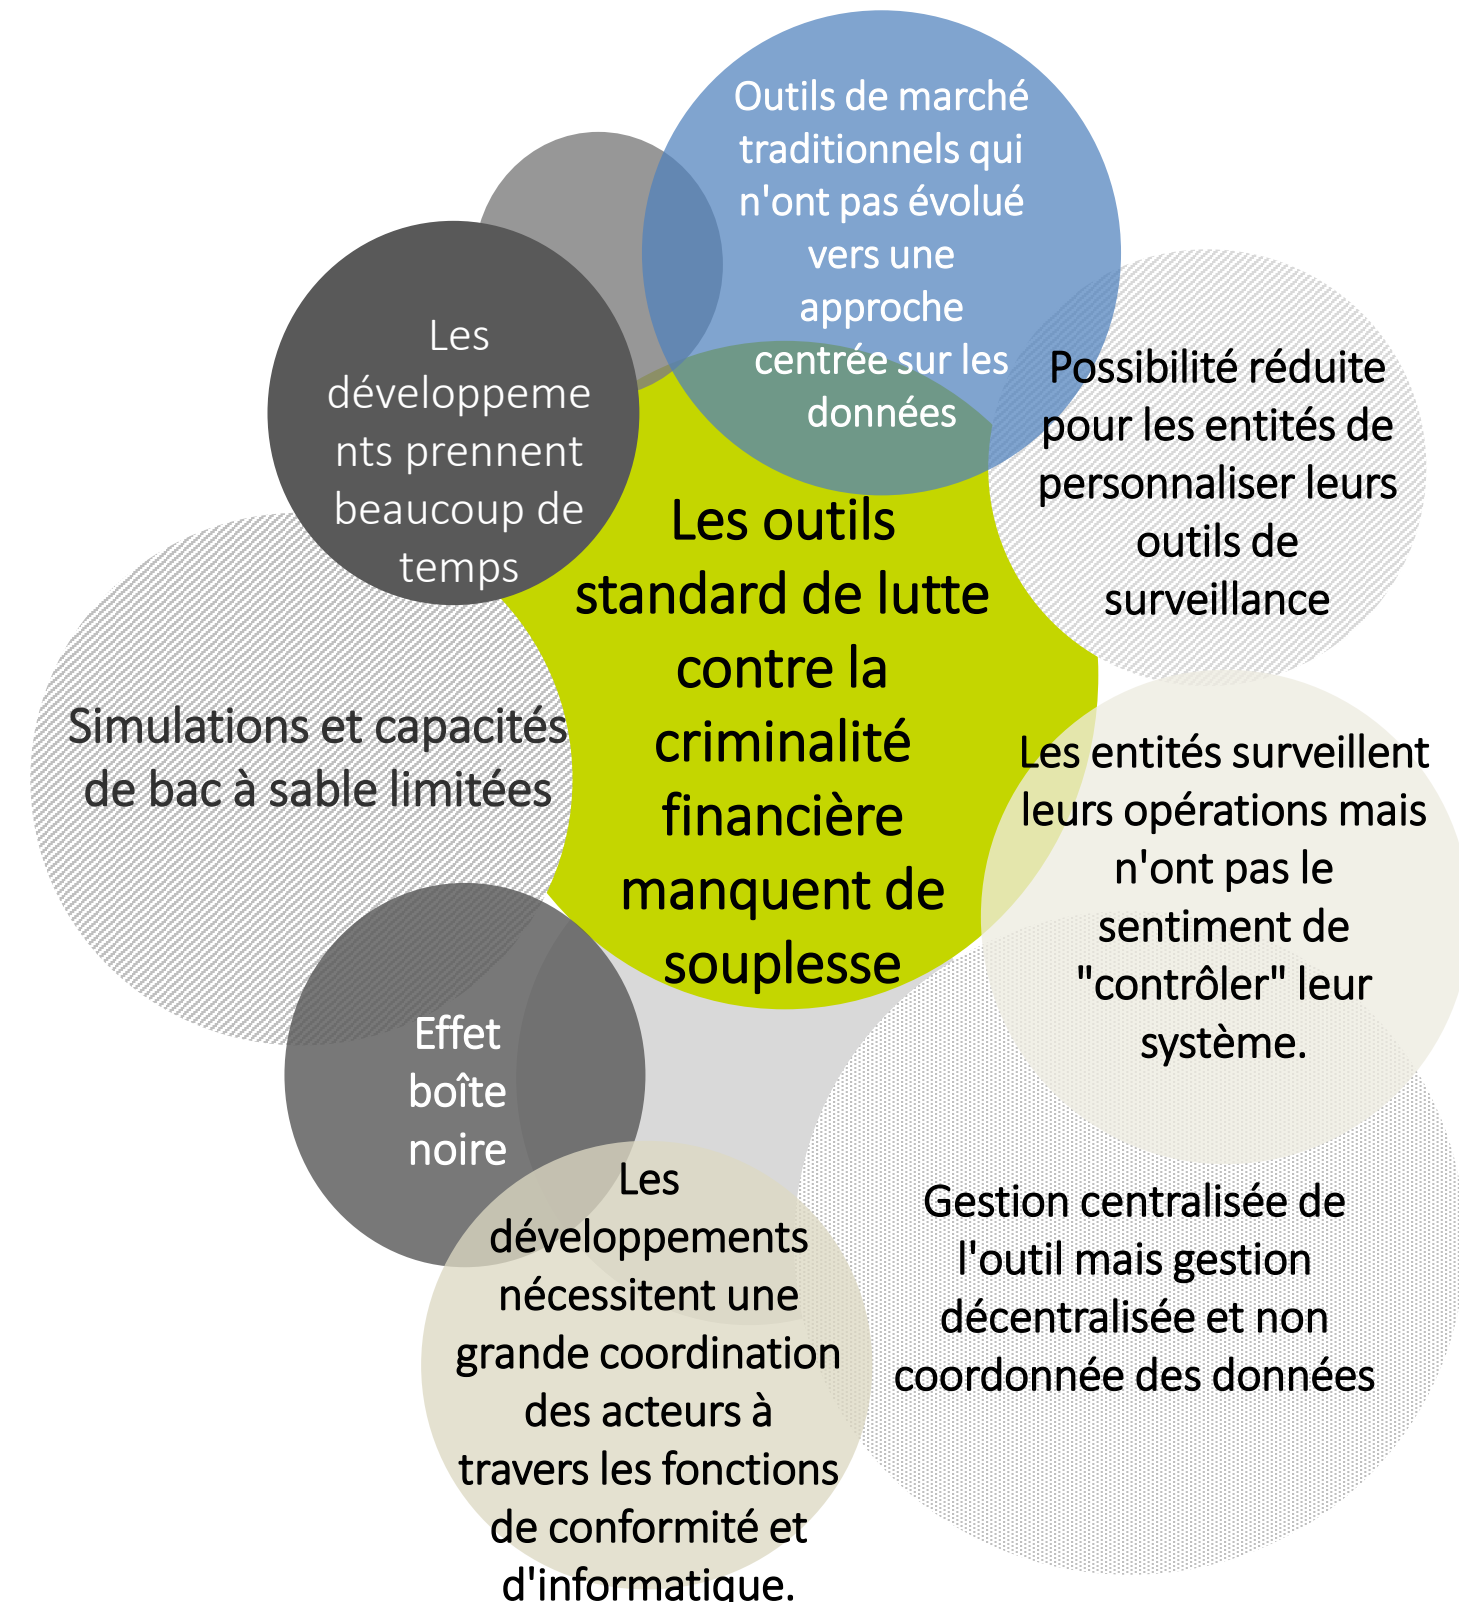 Outils de marché
traditionnels qui
n'ont pas évolué
vers une
approche
centrée sur les
données
Les
développeme
nts prennent
beaucoup de
temps
Possibilité réduite
pour les entités de
personnaliser leurs
outils de
surveillance
Les outils
standard de lutte
contre la
criminalité
financière
manquent de
souplesse
Simulations et capacités
de bac à sable limitées
Les entités surveillent
leurs opérations mais
n'ont pas le
sentiment de
"contrôler" leur
système.
Effet
boîte
noire
Les
développements
nécessitent une
grande coordination
des acteurs à
travers les fonctions
de conformité et
d'informatique.
Gestion centralisée de
l'outil mais gestion
décentralisée et non
coordonnée des données